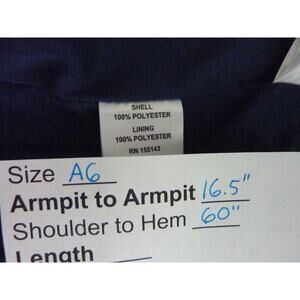 SHELL
100% POLYESTER
LINING
100% POLYESTER
RN 155143
Size A6
Armpit to Armpit 16.5"
Shoulder to Hem 60"
Length